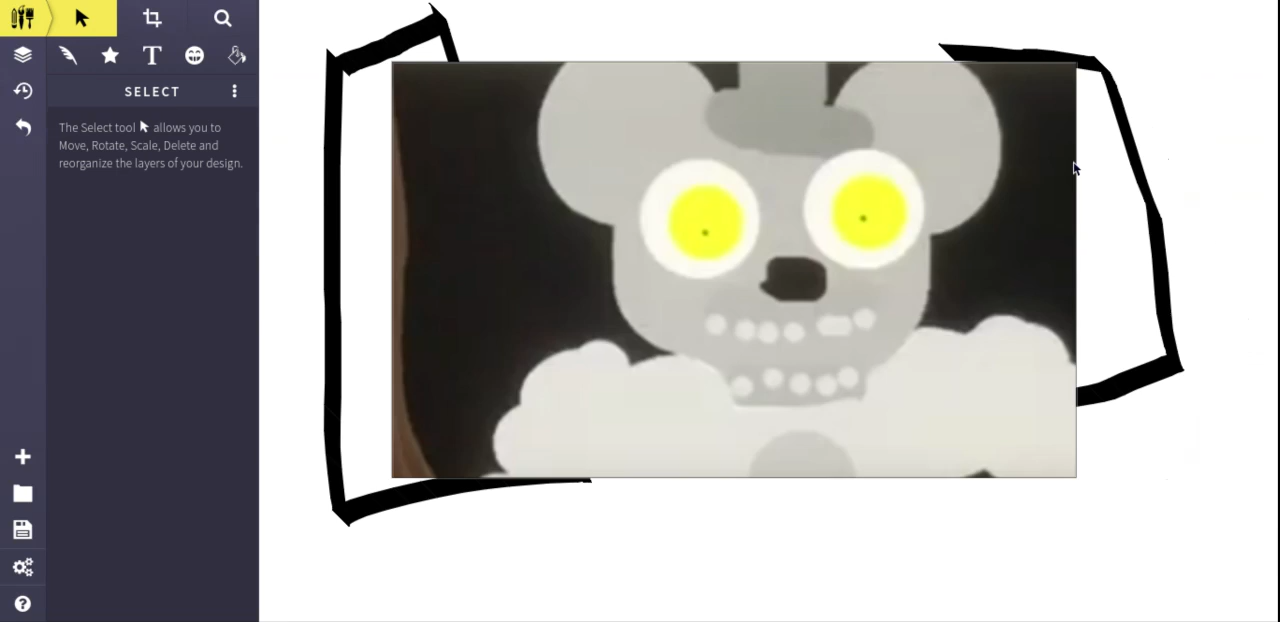 T
SELECT
The Select tool allows you to
Move, Rotate, Scale, Delete and
reorganize the layers of your design.